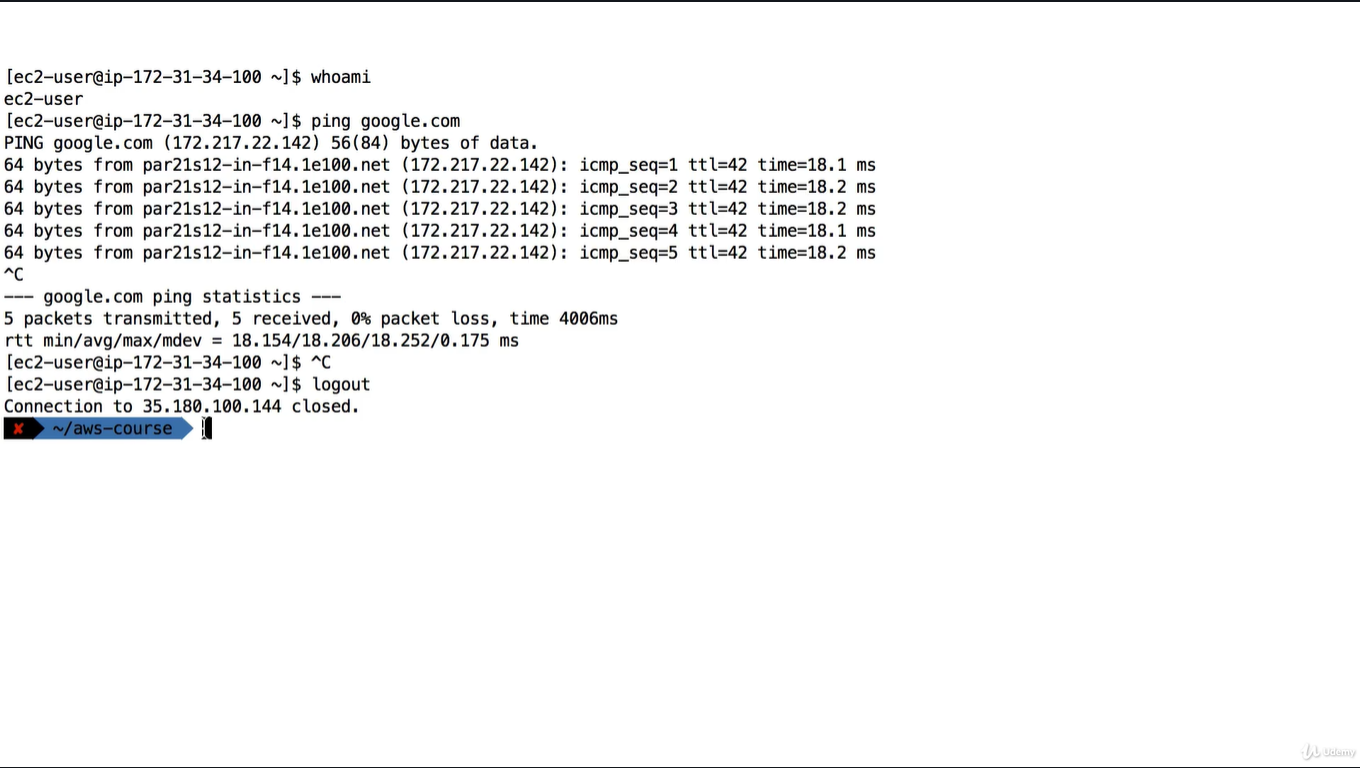 [ec2-user@ip-172-31-34-100 ~]$ whoami
ec2-user
[ec2-user@ip-172-31-34-100 ~]$ ping google.com
PING google.com (172.217.22.142) 56(84) bytes of data.
64 bytes from par21s12-in-f14.1e100.net (172.217.22.142): icmp_seq=1 ttl=42 time=18.1 ms
64 bytes from par21s12-in-f14.1e100.net (172.217.22.142): icmp_seq=2 ttl=42 time=18.2 ms
64 bytes from par21s12-in-f14.1e100.net (172.217.22.142): icmp_seq=3 ttl=42 time=18.2 ms
64 bytes from par21s12-in-f14.1e100.net (172.217.22.142): icmp_seq=4 ttl=42 time=18.1 ms
64 bytes from par21s12-in-f14.1e100.net (172.217.22.142): icmp_seq=5 ttl=42 time=18.2 ms
^C
--- google.com ping statistics ---
5 packets transmitted, 5 received, 0% packet loss, time 4006ms
rtt min/avg/max/mdev = 18.154/18.206/18.252/0.175 ms
[ec2-user@ip-172-31-34-100 ~]$ ^C
[ec2-user@ip-172-31-34-100 ~]$ logout
Connection to 35.180.100.144 closed.
✘ ~/aws-course
Udemy